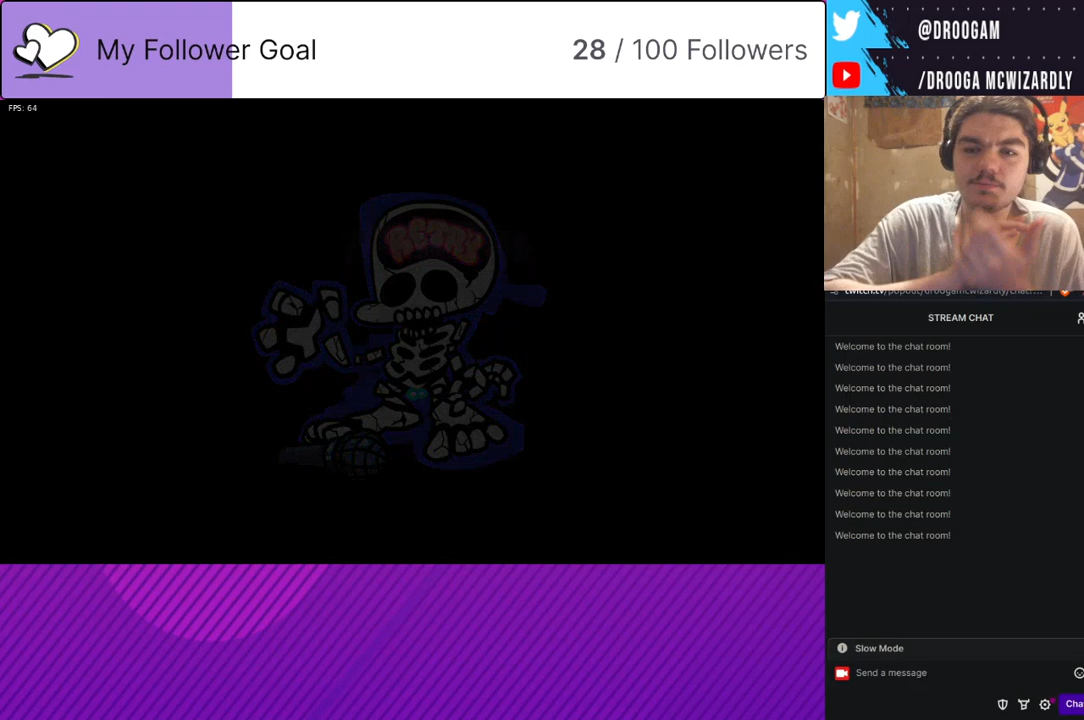 My Follower Goal
28 / 100 Followers
@DROOGAM
/DROOGA MCWIZARDLY
FPS: 64
RETRY
STREAM CHAT
Welcome to the chat room!
Welcome to the chat room!
Welcome to the chat room!
Welcome to the chat room!
Welcome to the chat room!
Welcome to the chat room!
Welcome to the chat room!
Welcome to the chat room!
Welcome to the chat room!
Welcome to the chat room!
Slow Mode
Send a message
Cha